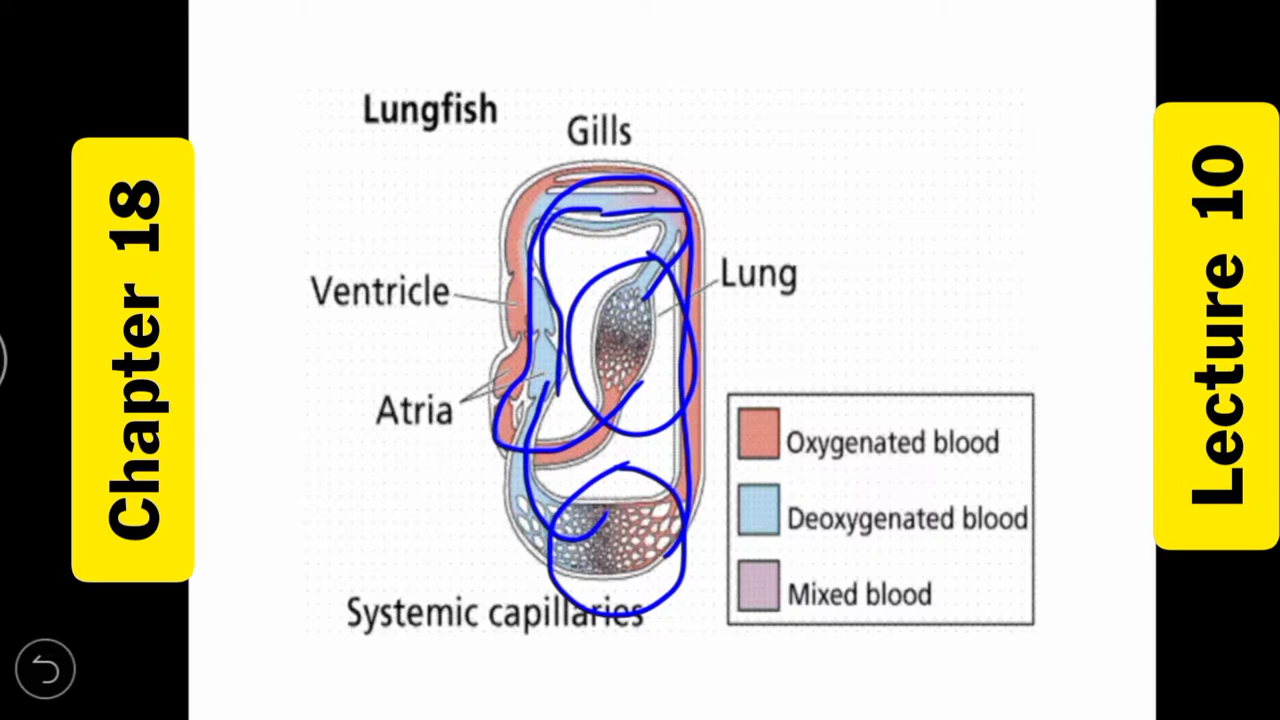 Chapter 18
Lungfish
Gills
Ventricle
Lung
Atria
Oxygenated blood
Deoxygenated blood
Mixed blood
Systemic capillaries
Lecture 10